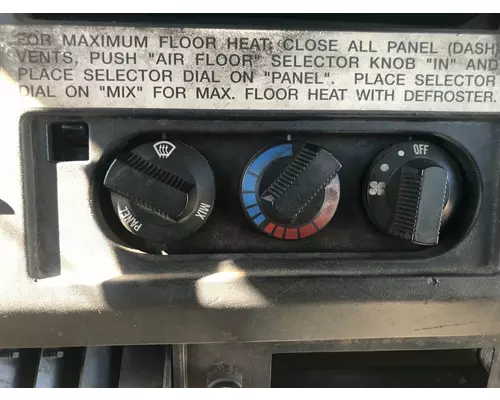 FOR MAXIMUM FLOOR HEAT, CLOSE ALL PANEL (DASH)
VENTS, PUSH "AIR FLOOR" SELECTOR KNOB "IN" AND
PLACE SELECTOR DIAL ON "PANEL". PLACE SELECTOR
DIAL ON "MIX" FOR MAX. FLOOR HEAT WITH DEFROSTER.
PANEL
MIX
OFF